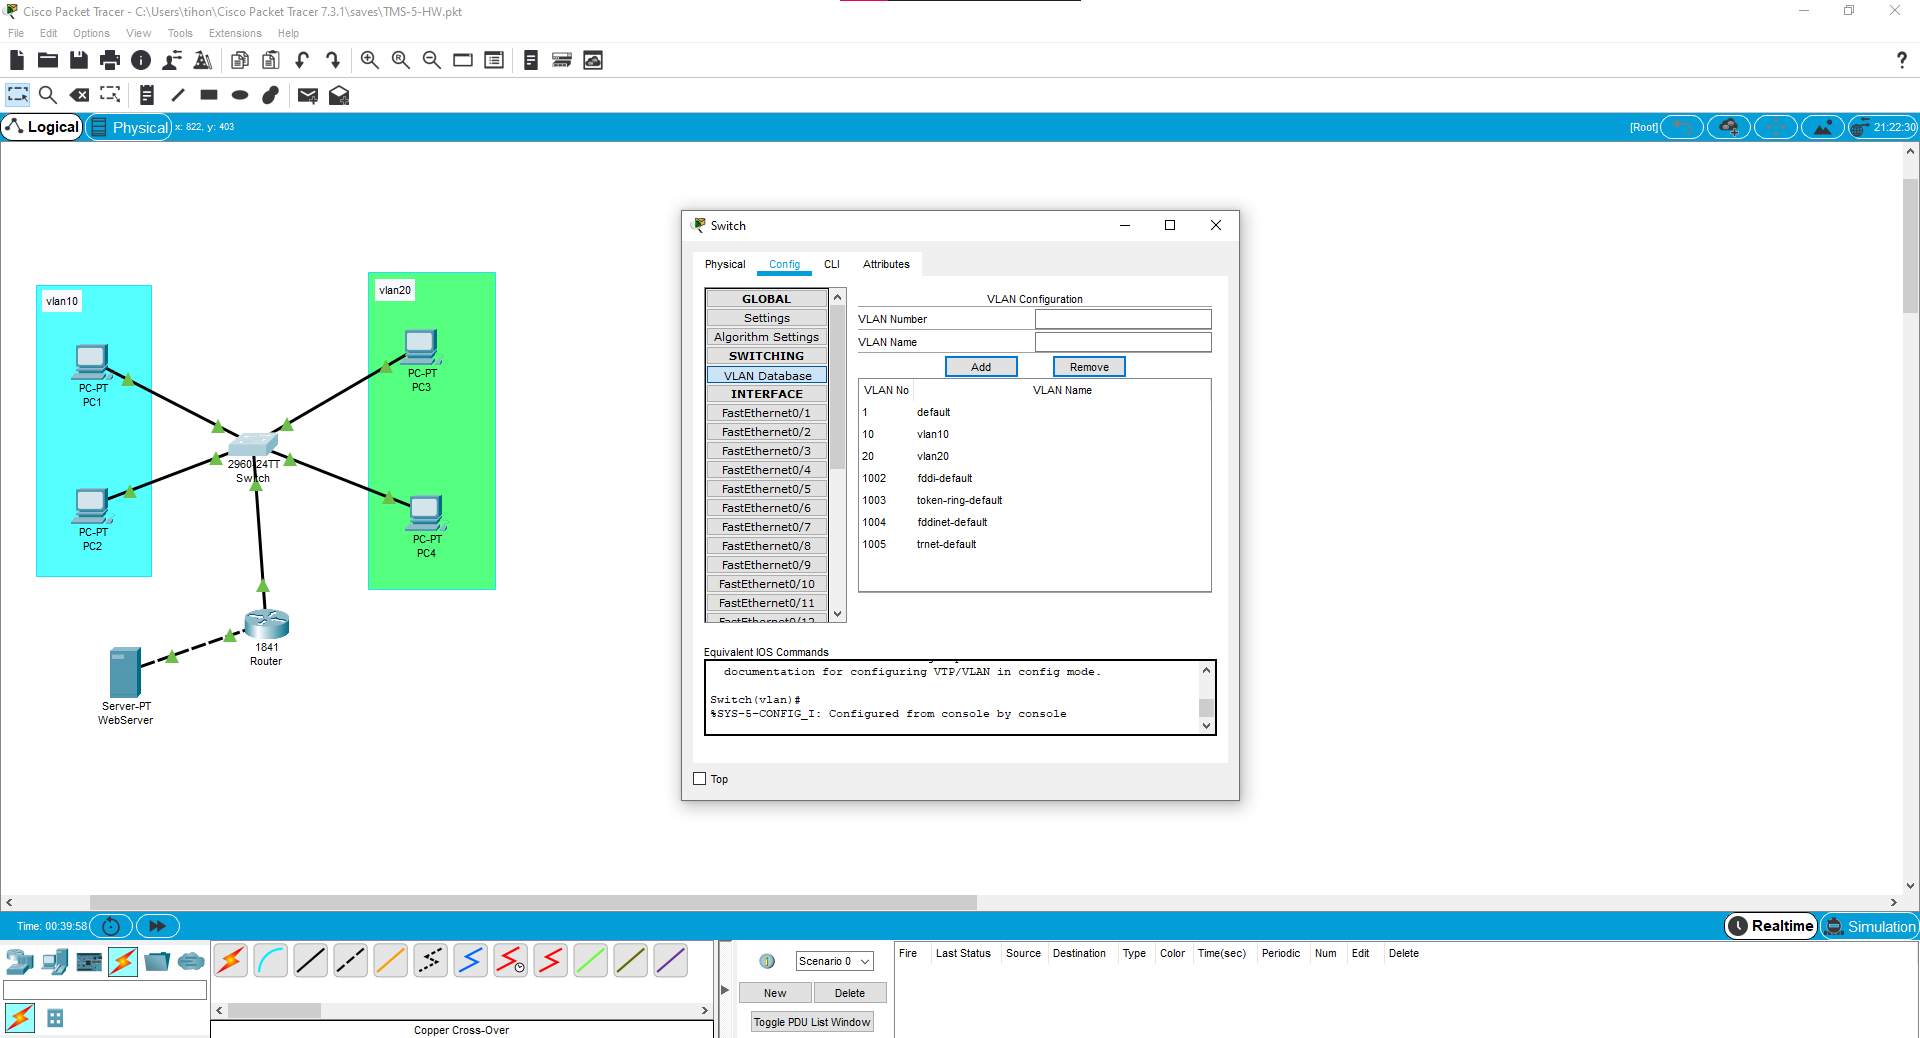 Cisco Packet Tracer - C:\Users\tihon\Cisco Packet Tracer 7.3.1\saves\TMS-5-HW.pkt
File Edit Options View Tools Extensions Help
Logical Physical x: 822, y: 403 [Root] 21:22:30
vlan10
vlan20
PC-PT
PC1
PC-PT
PC3
2960-24TT
Switch
PC-PT
PC2
PC-PT
PC4
1841
Router
Server-PT
WebServer
Switch
Physical Config CLI Attributes
GLOBAL
Settings
Algorithm Settings
SWITCHING
VLAN Database
INTERFACE
FastEthernet0/1
FastEthernet0/2
FastEthernet0/3
FastEthernet0/4
FastEthernet0/5
FastEthernet0/6
FastEthernet0/7
FastEthernet0/8
FastEthernet0/9
FastEthernet0/10
FastEthernet0/11
FastEthernet0/12
VLAN Configuration
VLAN Number
VLAN Name
Add Remove
VLAN No VLAN Name
1 default
10 vlan10
20 vlan20
1002 fddi-default
1003 token-ring-default
1004 fddinet-default
1005 trnet-default
Equivalent IOS Commands
documentation for configuring VTP/VLAN in config mode.
Switch(vlan)#
%SYS-5-CONFIG_I: Configured from console by console
Top
Time: 00:39:58
Realtime Simulation
Scenario 0
New Delete
Toggle PDU List Window
Fire Last Status Source Destination Type Color Time(sec) Periodic Num Edit Delete
Copper Cross-Over